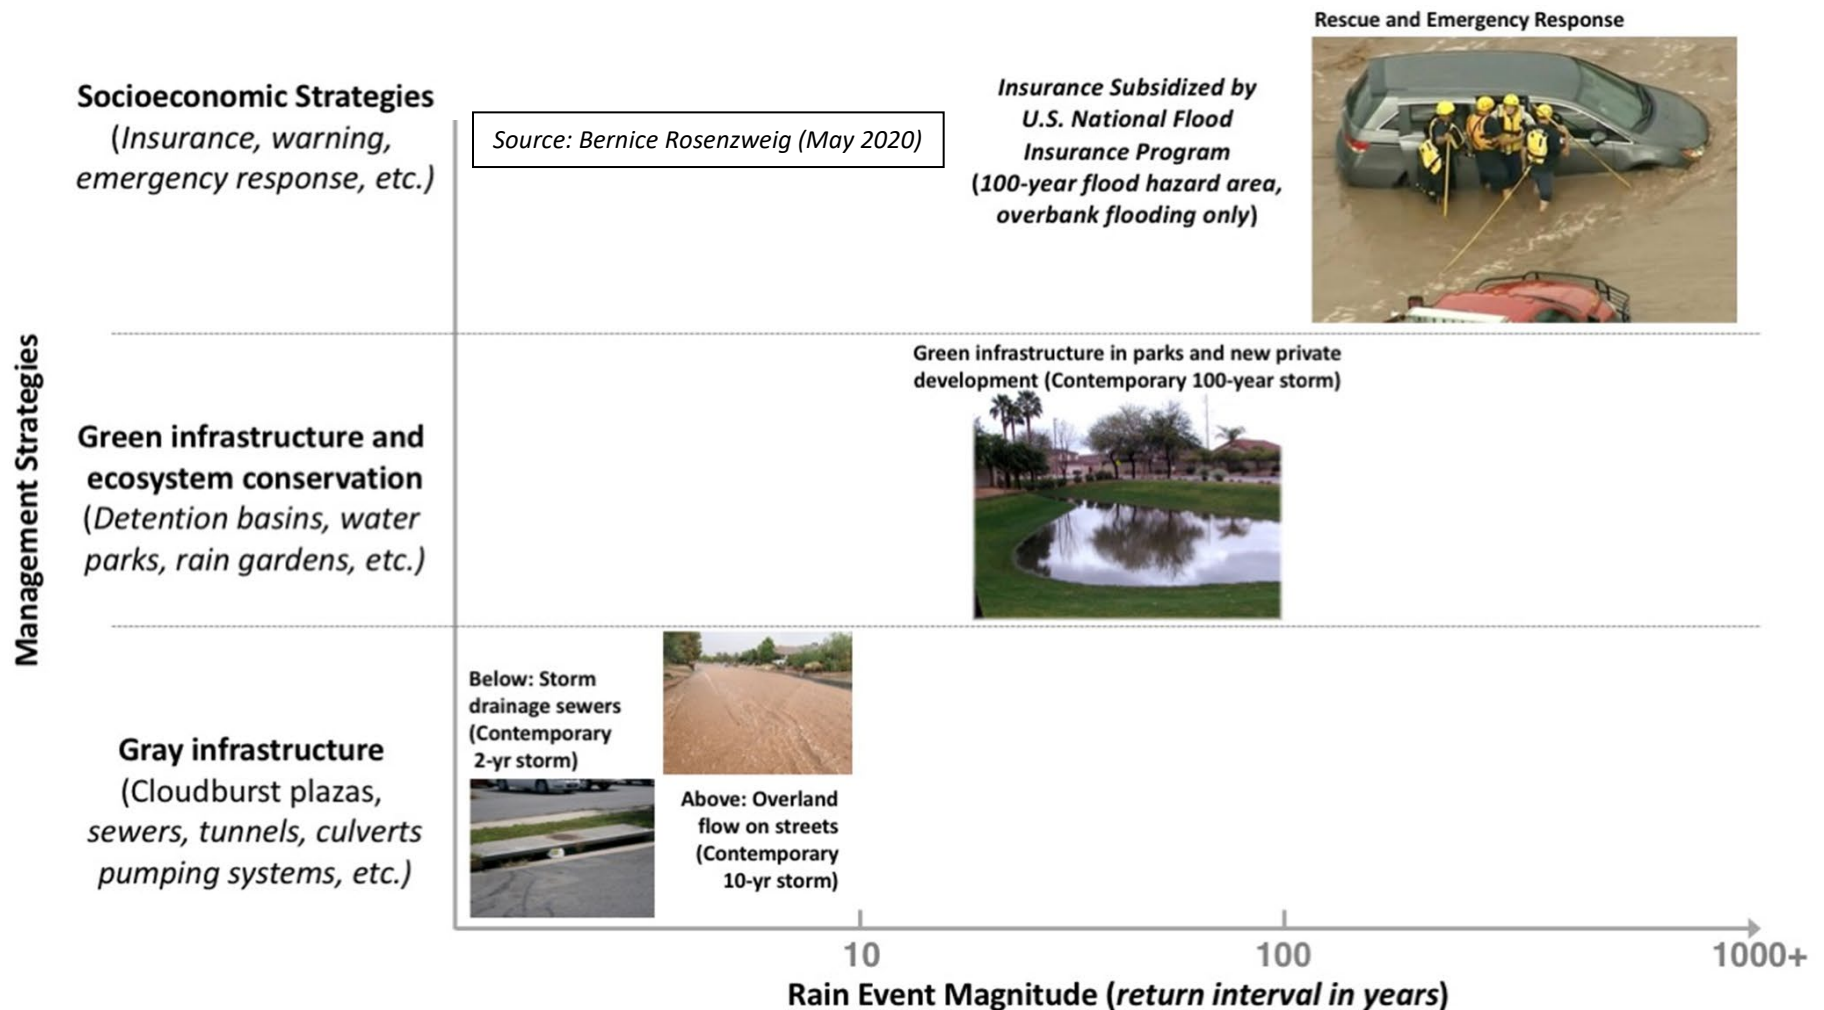 Rescue and Emergency Response
Socioeconomic Strategies
(Insurance, warning,
emergency response, etc.)
Source: Bernice Rosenzweig (May 2020)
Insurance Subsidized by
U.S. National Flood
Insurance Program
(100-year flood hazard area,
overbank flooding only)
Management Strategies
Green infrastructure and
ecosystem conservation
(Detention basins, water
parks, rain gardens, etc.)
Green infrastructure in parks and new private
development (Contemporary 100-year storm)
Gray infrastructure
(Cloudburst plazas,
sewers, tunnels, culverts
pumping systems, etc.)
Below: Storm
drainage sewers
(Contemporary
2-yr storm)
Above: Overland
flow on streets
(Contemporary
10-yr storm)
10
100
1000+
Rain Event Magnitude (return interval in years)